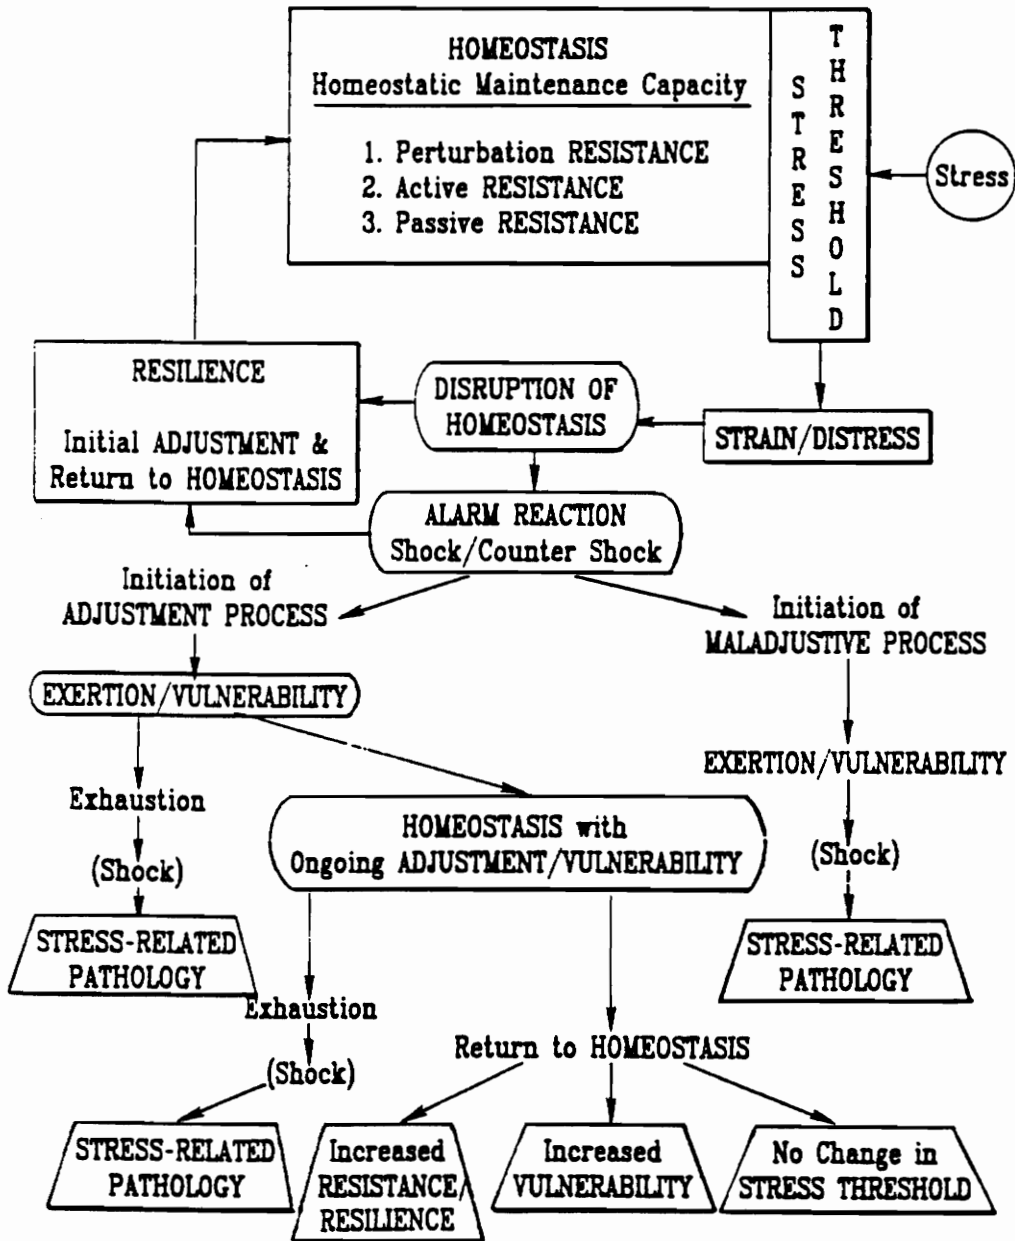 HOMEOSTASIS
Homeostatic Maintenance Capacity
1. Perturbation RESISTANCE
2. Active RESISTANCE
3. Passive RESISTANCE
STRESS
THRESHOLD
Stress
RESILIENCE
Initial ADJUSTMENT &
Return to HOMEOSTASIS
DISRUPTION OF
HOMEOSTASIS
STRAIN/DISTRESS
ALARM REACTION
Shock/Counter Shock
Initiation of
ADJUSTMENT PROCESS
Initiation of
MALADJUSTIVE PROCESS
EXERTION/VULNERABILITY
EXERTION/VULNERABILITY
Exhaustion
(Shock)
STRESS-RELATED
PATHOLOGY
HOMEOSTASIS with
Ongoing ADJUSTMENT/VULNERABILITY
(Shock)
STRESS-RELATED
PATHOLOGY
Exhaustion
(Shock)
STRESS-RELATED
PATHOLOGY
Return to HOMEOSTASIS
Increased
RESISTANCE/
RESILIENCE
Increased
VULNERABILITY
No Change in
STRESS THRESHOLD